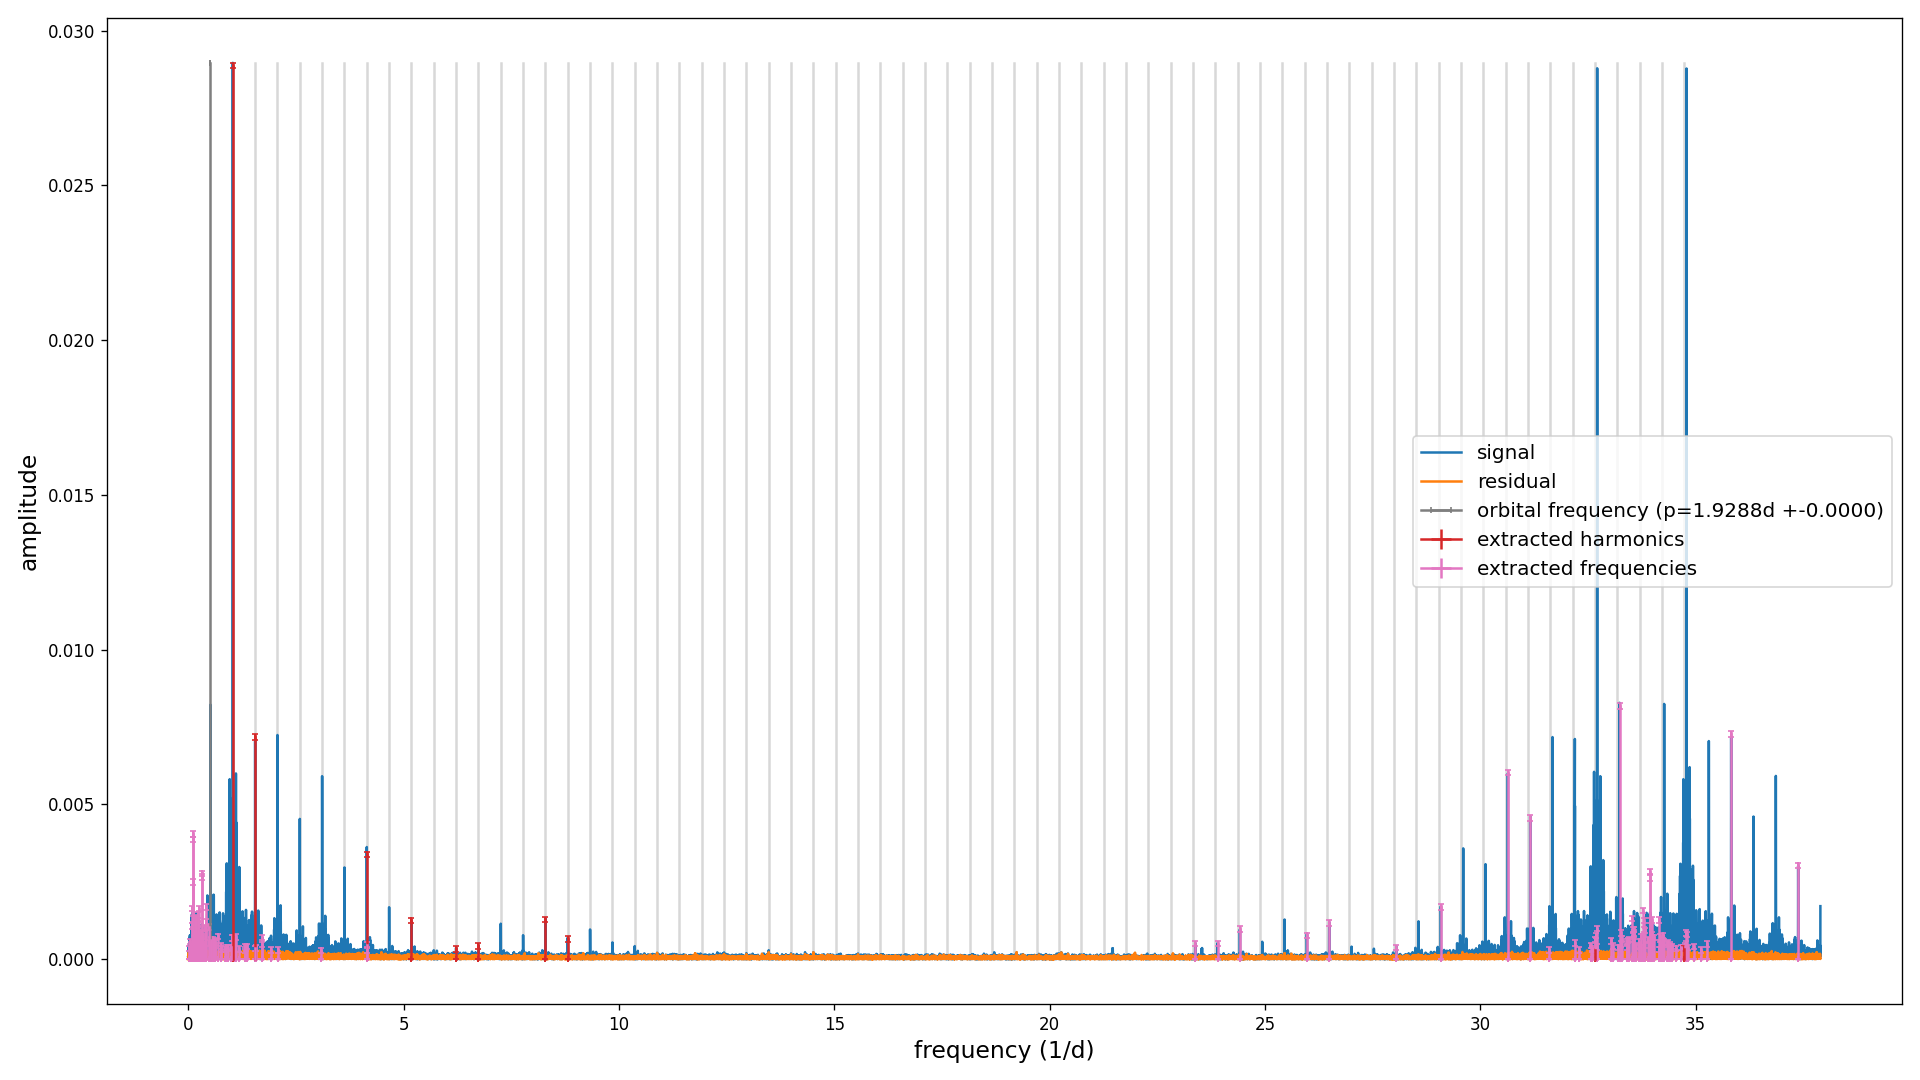 0.030
0.025
0.020
0.015
0.010
0.005
0.000
amplitude
signal
residual
orbital frequency (p=1.9288d +-0.0000)
extracted harmonics
extracted frequencies
0 5 10 15 20 25 30 35
frequency (1/d)